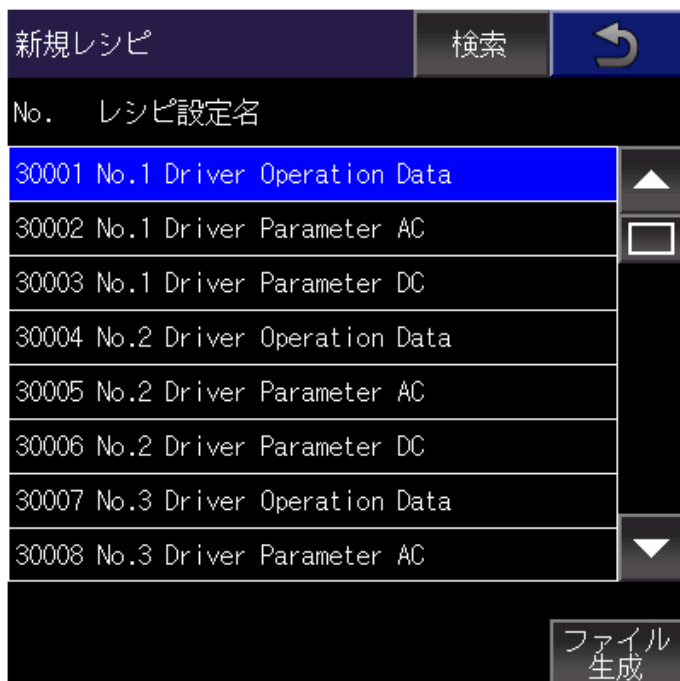 新規レシピ 検索
No. レシピ設定名
30001 No.1 Driver Operation Data
30002 No.1 Driver Parameter AC
30003 No.1 Driver Parameter DC
30004 No.2 Driver Operation Data
30005 No.2 Driver Parameter AC
30006 No.2 Driver Parameter DC
30007 No.3 Driver Operation Data
30008 No.3 Driver Parameter AC
ファイル
生成